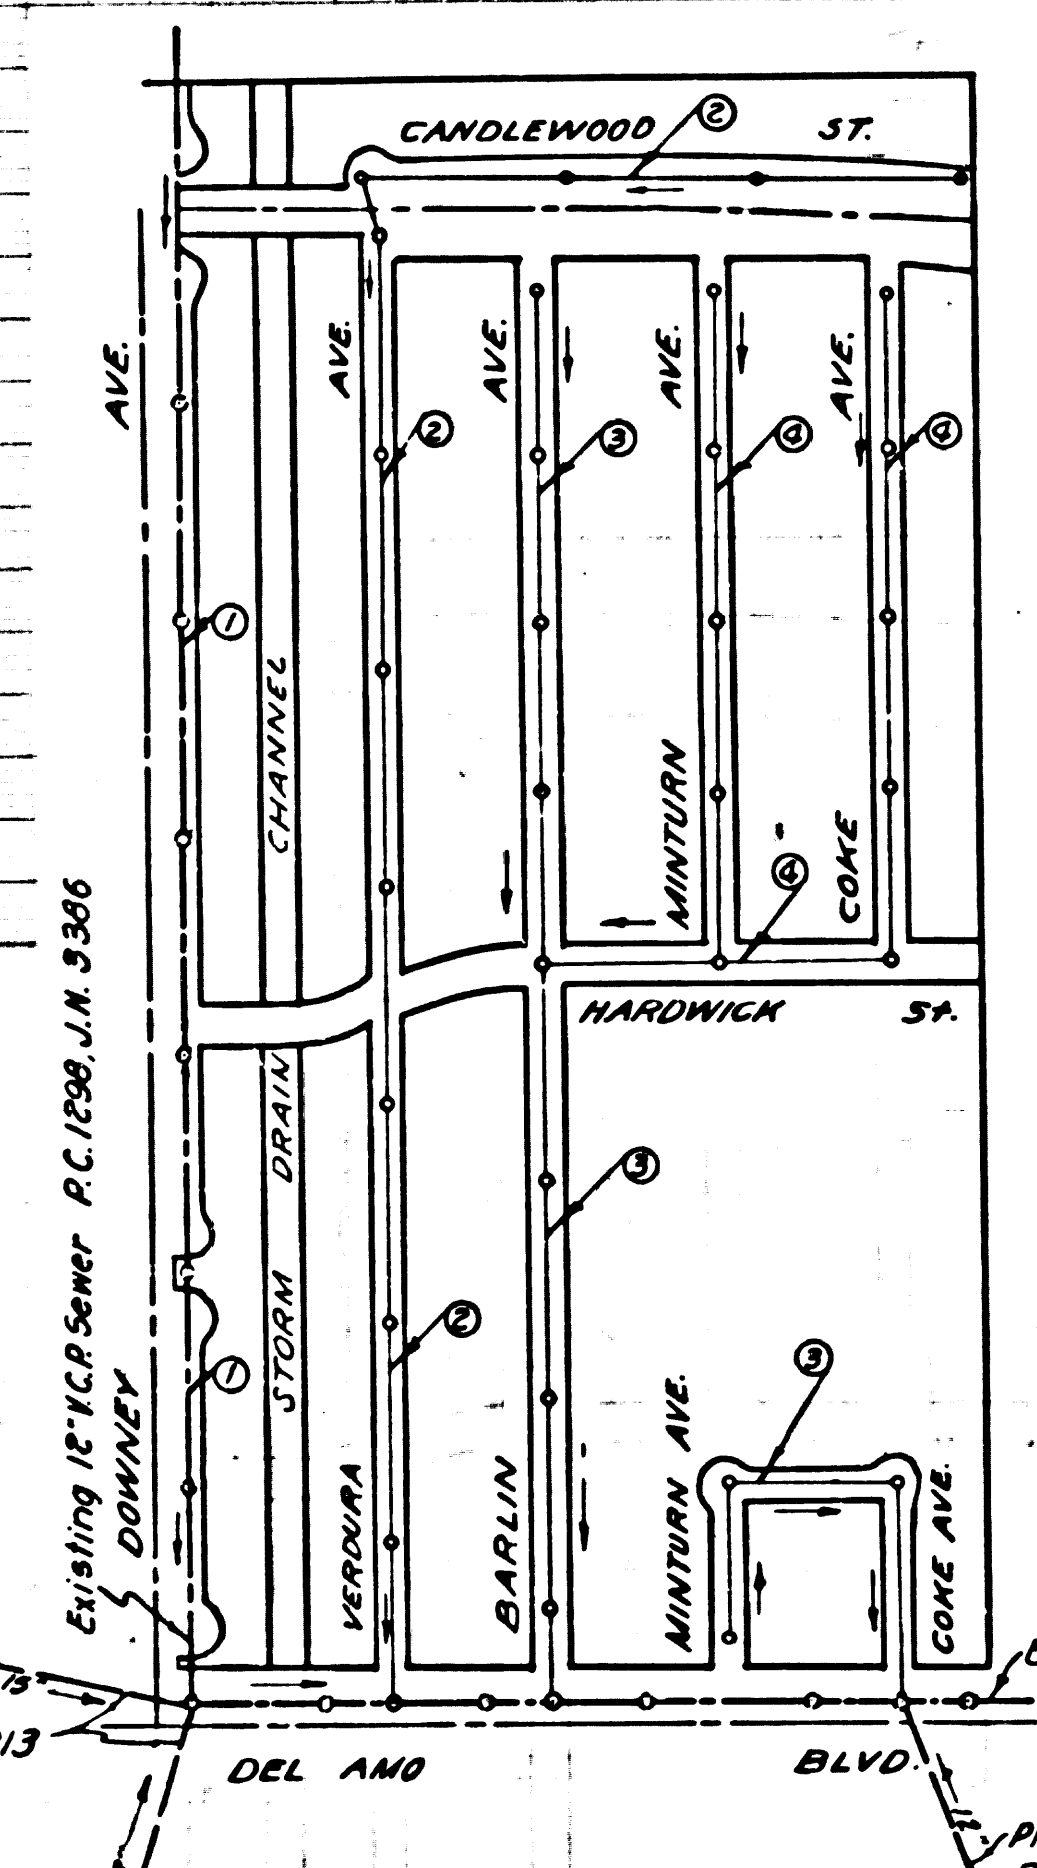 CANDLEWOOD ST.
②
AVE.
AVE.
AVE.
AVE.
AVE.
②
③
④
④
①
CHANNEL
MINTURN
COKE
④
HARDWICK St.
Existing 12" V.C.P. Sewer P.C. 1298, J.N. 3386
DOWNEY
STORM DRAIN
③
②
①
③
VERDURA
BARLIN
MINTURN AVE.
COKE AVE.
15"
DEL AMO BLVD.